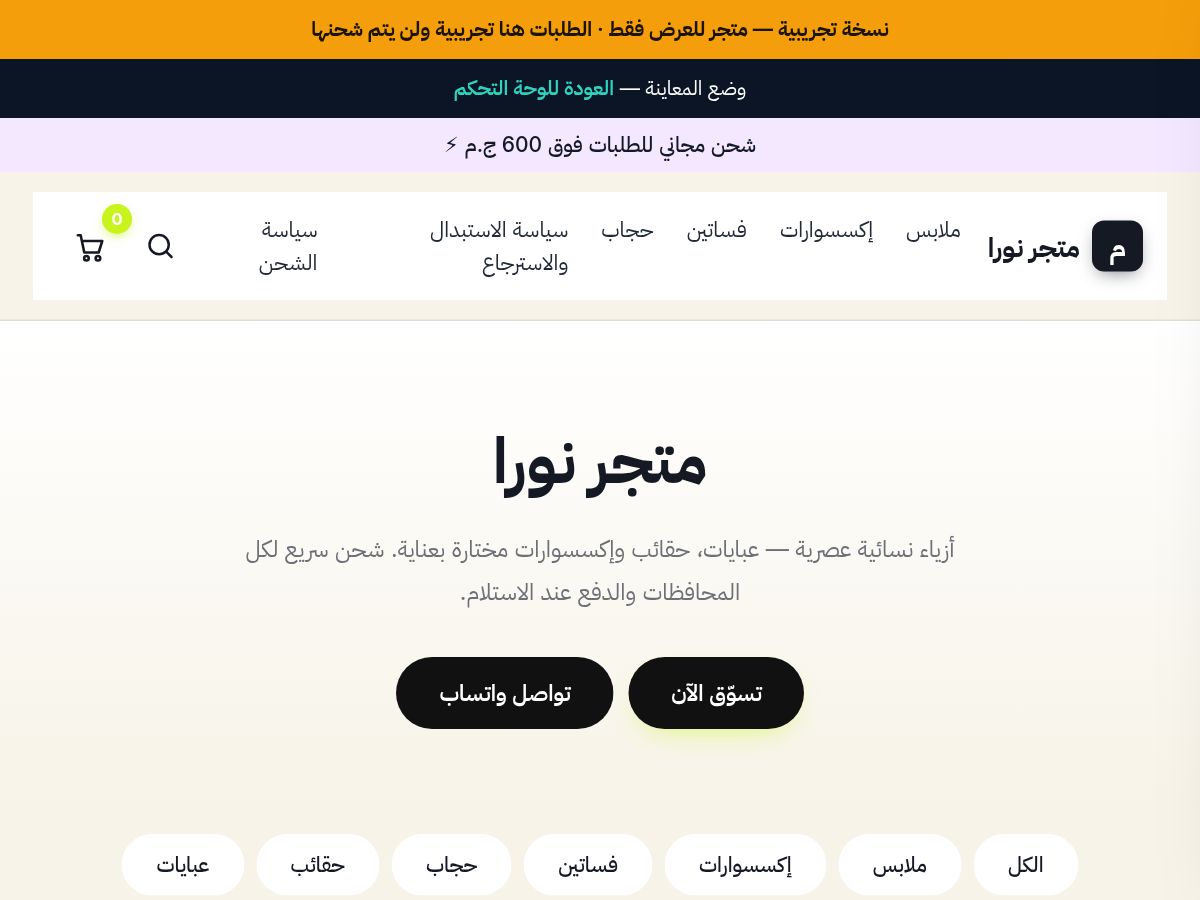 نسخة تجريبية — متجر للعرض فقط · الطلبات هنا تجريبية ولن يتم شحنها
وضع المعاينة — العودة للوحة التحكم
شحن مجاني للطلبات فوق 600 ج.م ⚡
م
متجر نورا
ملابس
إكسسوارات
فساتين
حجاب
سياسة الاستبدال
والاسترجاع
سياسة
الشحن
0
متجر نورا
أزياء نسائية عصرية — عبايات، حقائب وإكسسوارات مختارة بعناية. شحن سريع لكل
المحافظات والدفع عند الاستلام.
تسوّق الآن
تواصل واتساب
الكل
ملابس
إكسسوارات
فساتين
حجاب
حقائب
عبايات